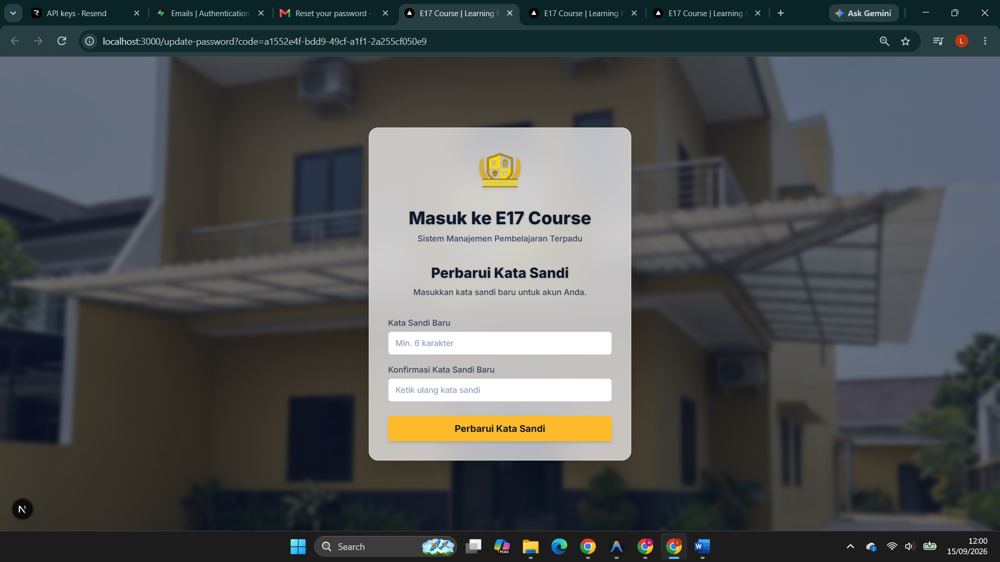 API keys · Resend
Emails | Authentication
Reset your password -
E17 Course | Learning
E17 Course | Learning
E17 Course | Learning
Ask Gemini
localhost:3000/update-password?code=a1552e4f-bdd9-49cf-a1f1-2a255cf050e9
L
E
17
Masuk ke E17 Course
Sistem Manajemen Pembelajaran Terpadu
Perbarui Kata Sandi
Masukkan kata sandi baru untuk akun Anda.
Kata Sandi Baru
Min. 6 karakter
Konfirmasi Kata Sandi Baru
Ketik ulang kata sandi
Perbarui Kata Sandi
N
Search
M365
A
L
W
12:00
15/09/2026